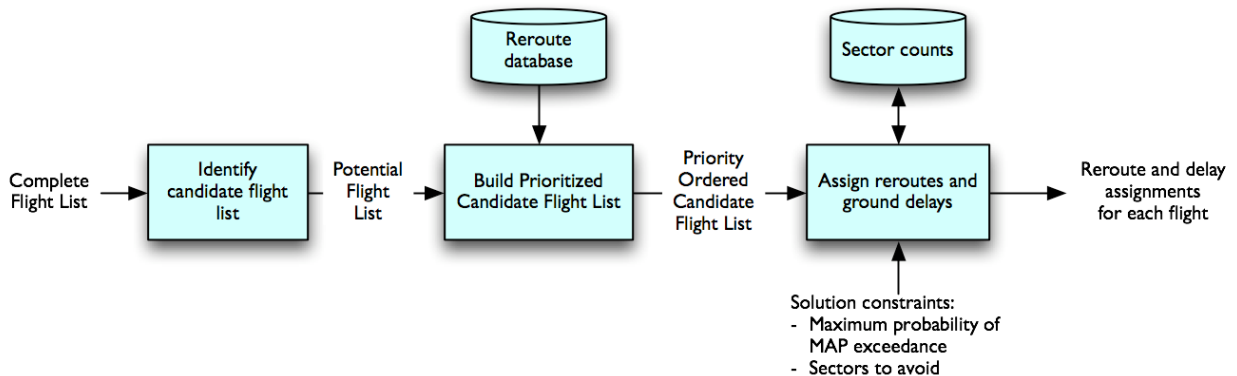 Reroute
database
Sector counts
Complete
Flight List
Identify
candidate flight
list
Potential
Flight
List
Build Prioritized
Candidate Flight List
Priority
Ordered
Candidate
Flight List
Assign reroutes and
ground delays
Reroute and delay
assignments
for each flight
Solution constraints:
- Maximum probability of
MAP exceedance
- Sectors to avoid